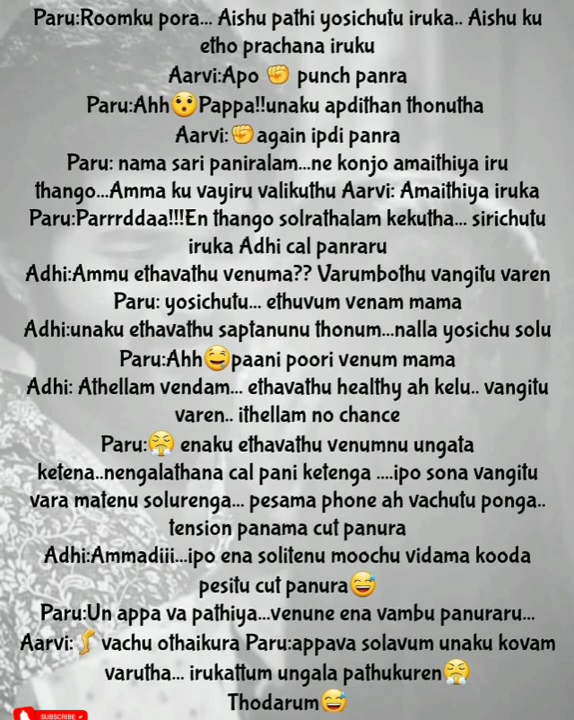 Paru:Roomku pora... Aishu pathi yosichutu iruka.. Aishu ku
etho prachana iruku
Aarvi:Apo ✊ punch panra
Paru:Ahh😯Pappa!!unaku apdithan thonutha
Aarvi:✊again ipdi panra
Paru: nama sari paniralam...ne konjo amaithiya iru
thango...Amma ku vayiru valikuthu Aarvi: Amaithiya iruka
Paru:Parrrddaa!!!En thango solrathalam kekutha... sirichutu
iruka Adhi cal panraru
Adhi:Ammu ethavathu venuma?? Varumbothu vangitu varen
Paru: yosichutu... ethuvum venam mama
Adhi:unaku ethavathu saptanunu thonum...nalla yosichu solu
Paru:Ahh😅paani poori venum mama
Adhi: Athellam vendam... ethavathu healthy ah kelu.. vangitu
varen.. ithellam no chance
Paru:😤 enaku ethavathu venumnu ungata
ketena..nengalathana cal pani ketenga ....ipo sona vangitu
vara matenu solurenga... pesama phone ah vachutu ponga..
tension panama cut panura
Adhi:Ammadiii...ipo ena solitenu moochu vidama kooda
pesitu cut panura😅
Paru:Un appa va pathiya...venune ena vambu panuraru...
Aarvi:🦵vachu othaikura Paru:appava solavum unaku kovam
varutha... irukattum ungala pathukuren😤
Thodarum😅
SUBSCRIBE